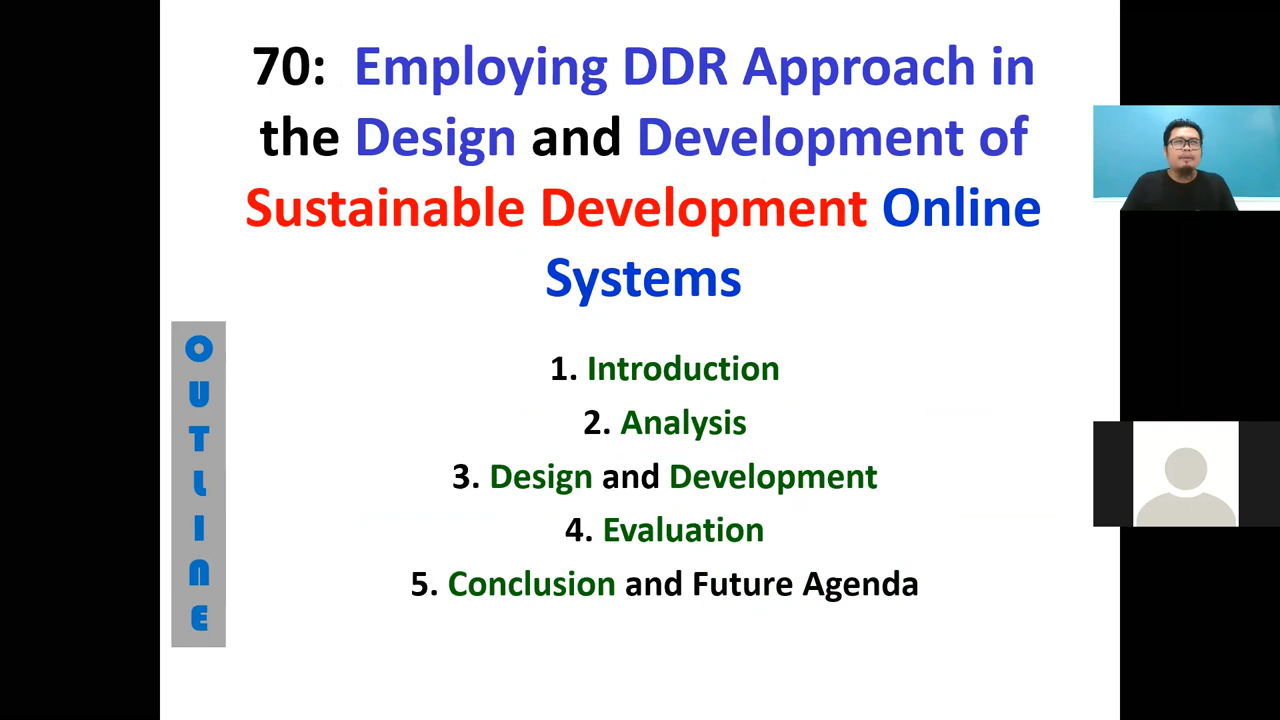 70: Employing DDR Approach in
the Design and Development of
Sustainable Development Online
Systems
OUTLINE
1. Introduction
2. Analysis
3. Design and Development
4. Evaluation
5. Conclusion and Future Agenda